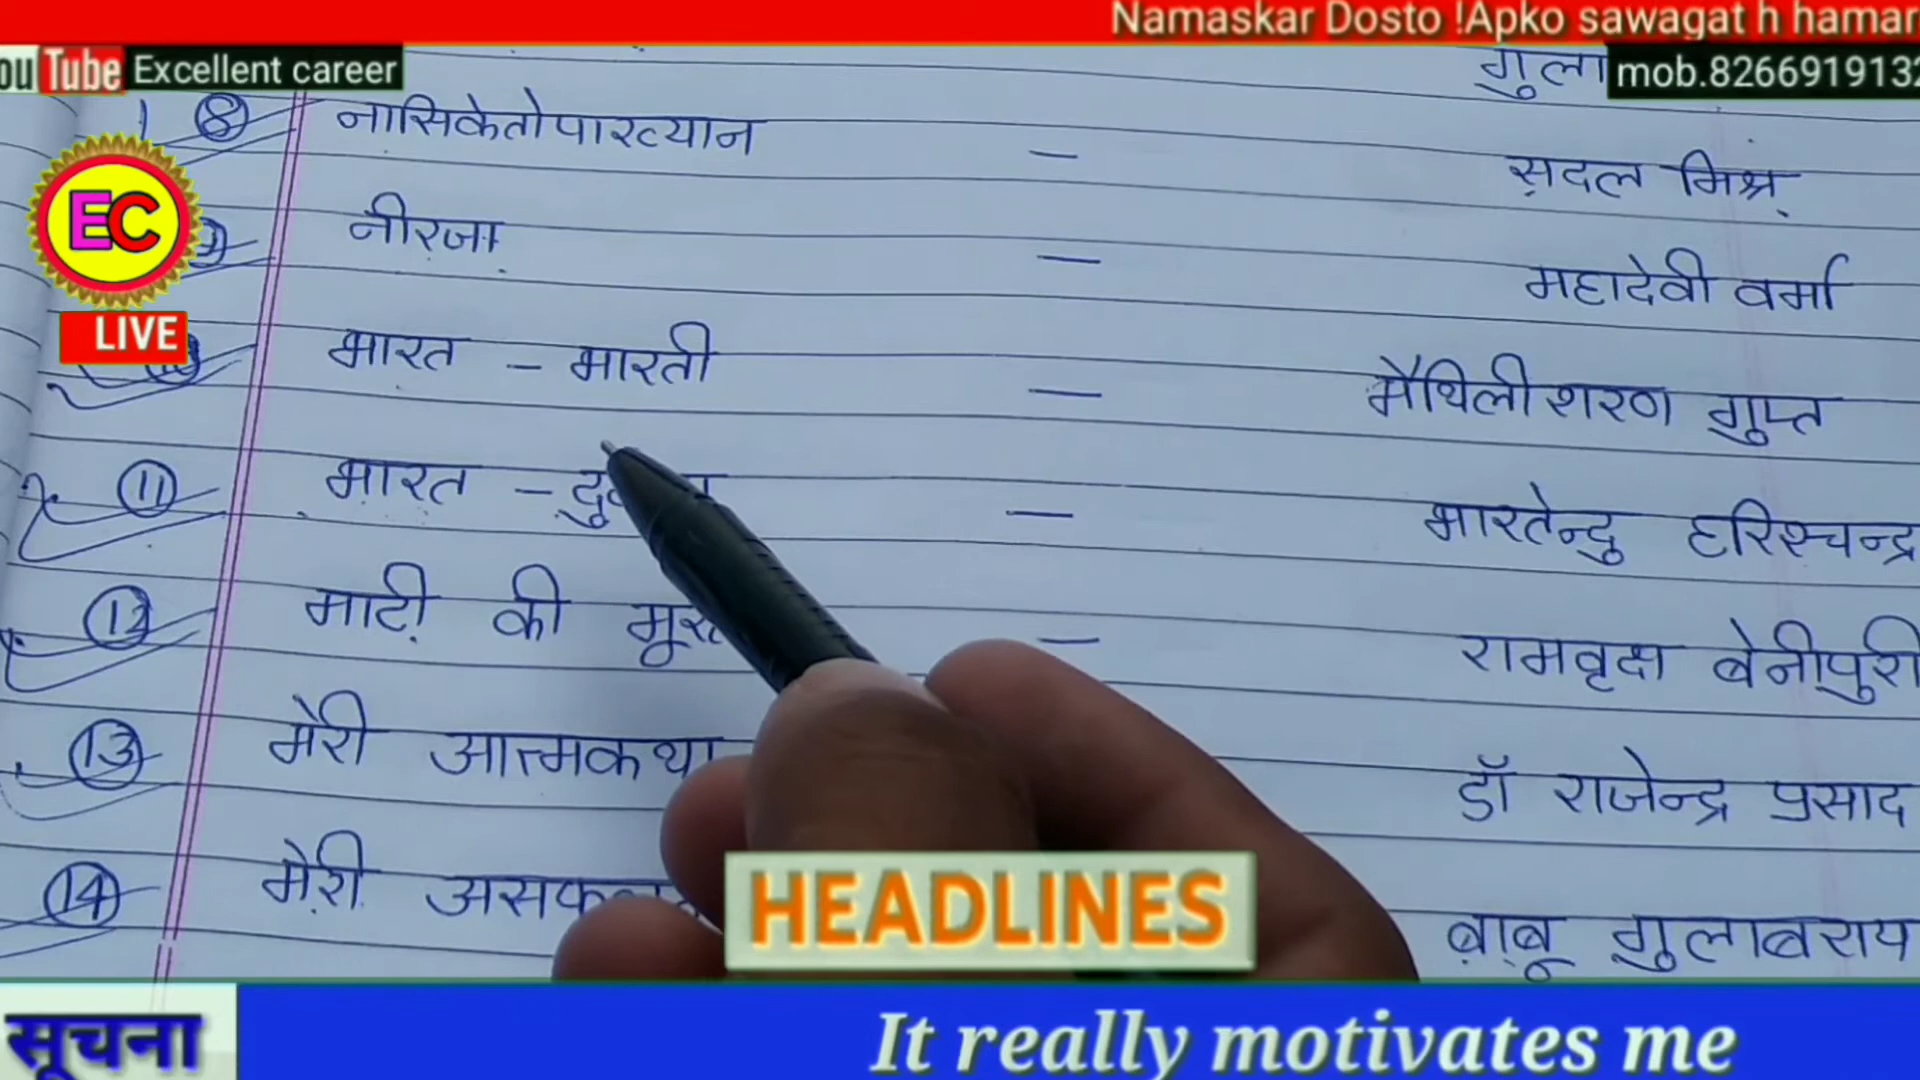 Namaskar Dosto !Apko sawagat h hamar
You Tube Excellent career
mob.8266919132
8 नासिकेतोपाख्यान – सदल मिश्र
EC
नीरजा – महादेवी वर्मा
LIVE
भारत – भारती – मैथिलीशरण गुप्त
11 भारत – – भारतेन्दु हरिश्चन्द्र
12 माटी की – रामवृक्ष बेनीपुरी
13 मेरी आत्मकथा डॉ राजेन्द्र प्रसाद
14 मेरी बाबू गुलाबराय
HEADLINES
सूचना It really motivates me